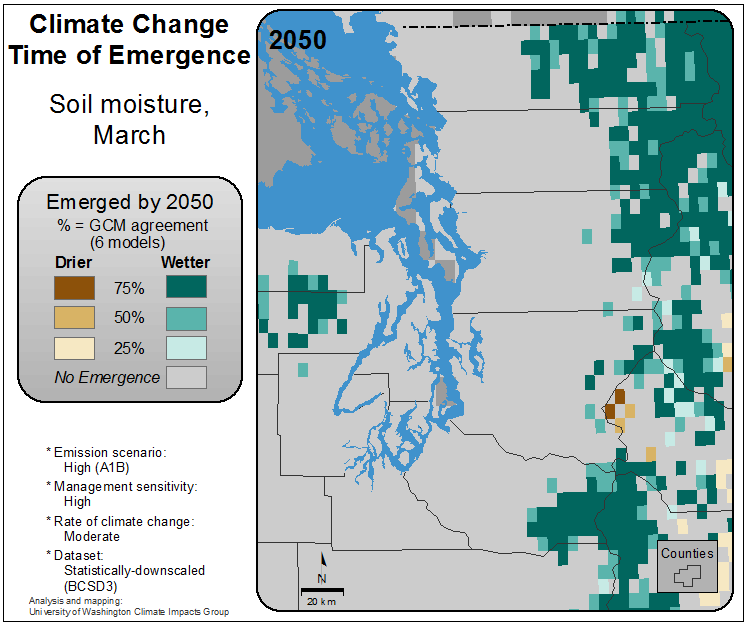 Climate Change
Time of Emergence
Soil moisture,
March
Emerged by 2050
% = GCM agreement
(6 models)
Drier Wetter
75%
50%
25%
No Emergence
* Emission scenario:
High (A1B)
* Management sensitivity:
High
* Rate of climate change:
Moderate
* Dataset:
Statistically-downscaled
(BCSD3)
Analysis and mapping:
University of Washington Climate Impacts Group
2050
N
20 km
Counties